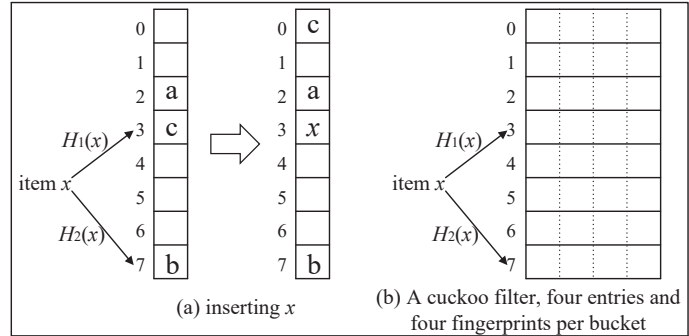 0
1
2 a
3 c
4
5
6
7 b
H1(x)
item x
H2(x)
0 c
1
2 a
3 x
4
5
6
7 b
(a) inserting x
0
1
2
3
4
5
6
7
H1(x)
item x
H2(x)
(b) A cuckoo filter, four entries and
four fingerprints per bucket